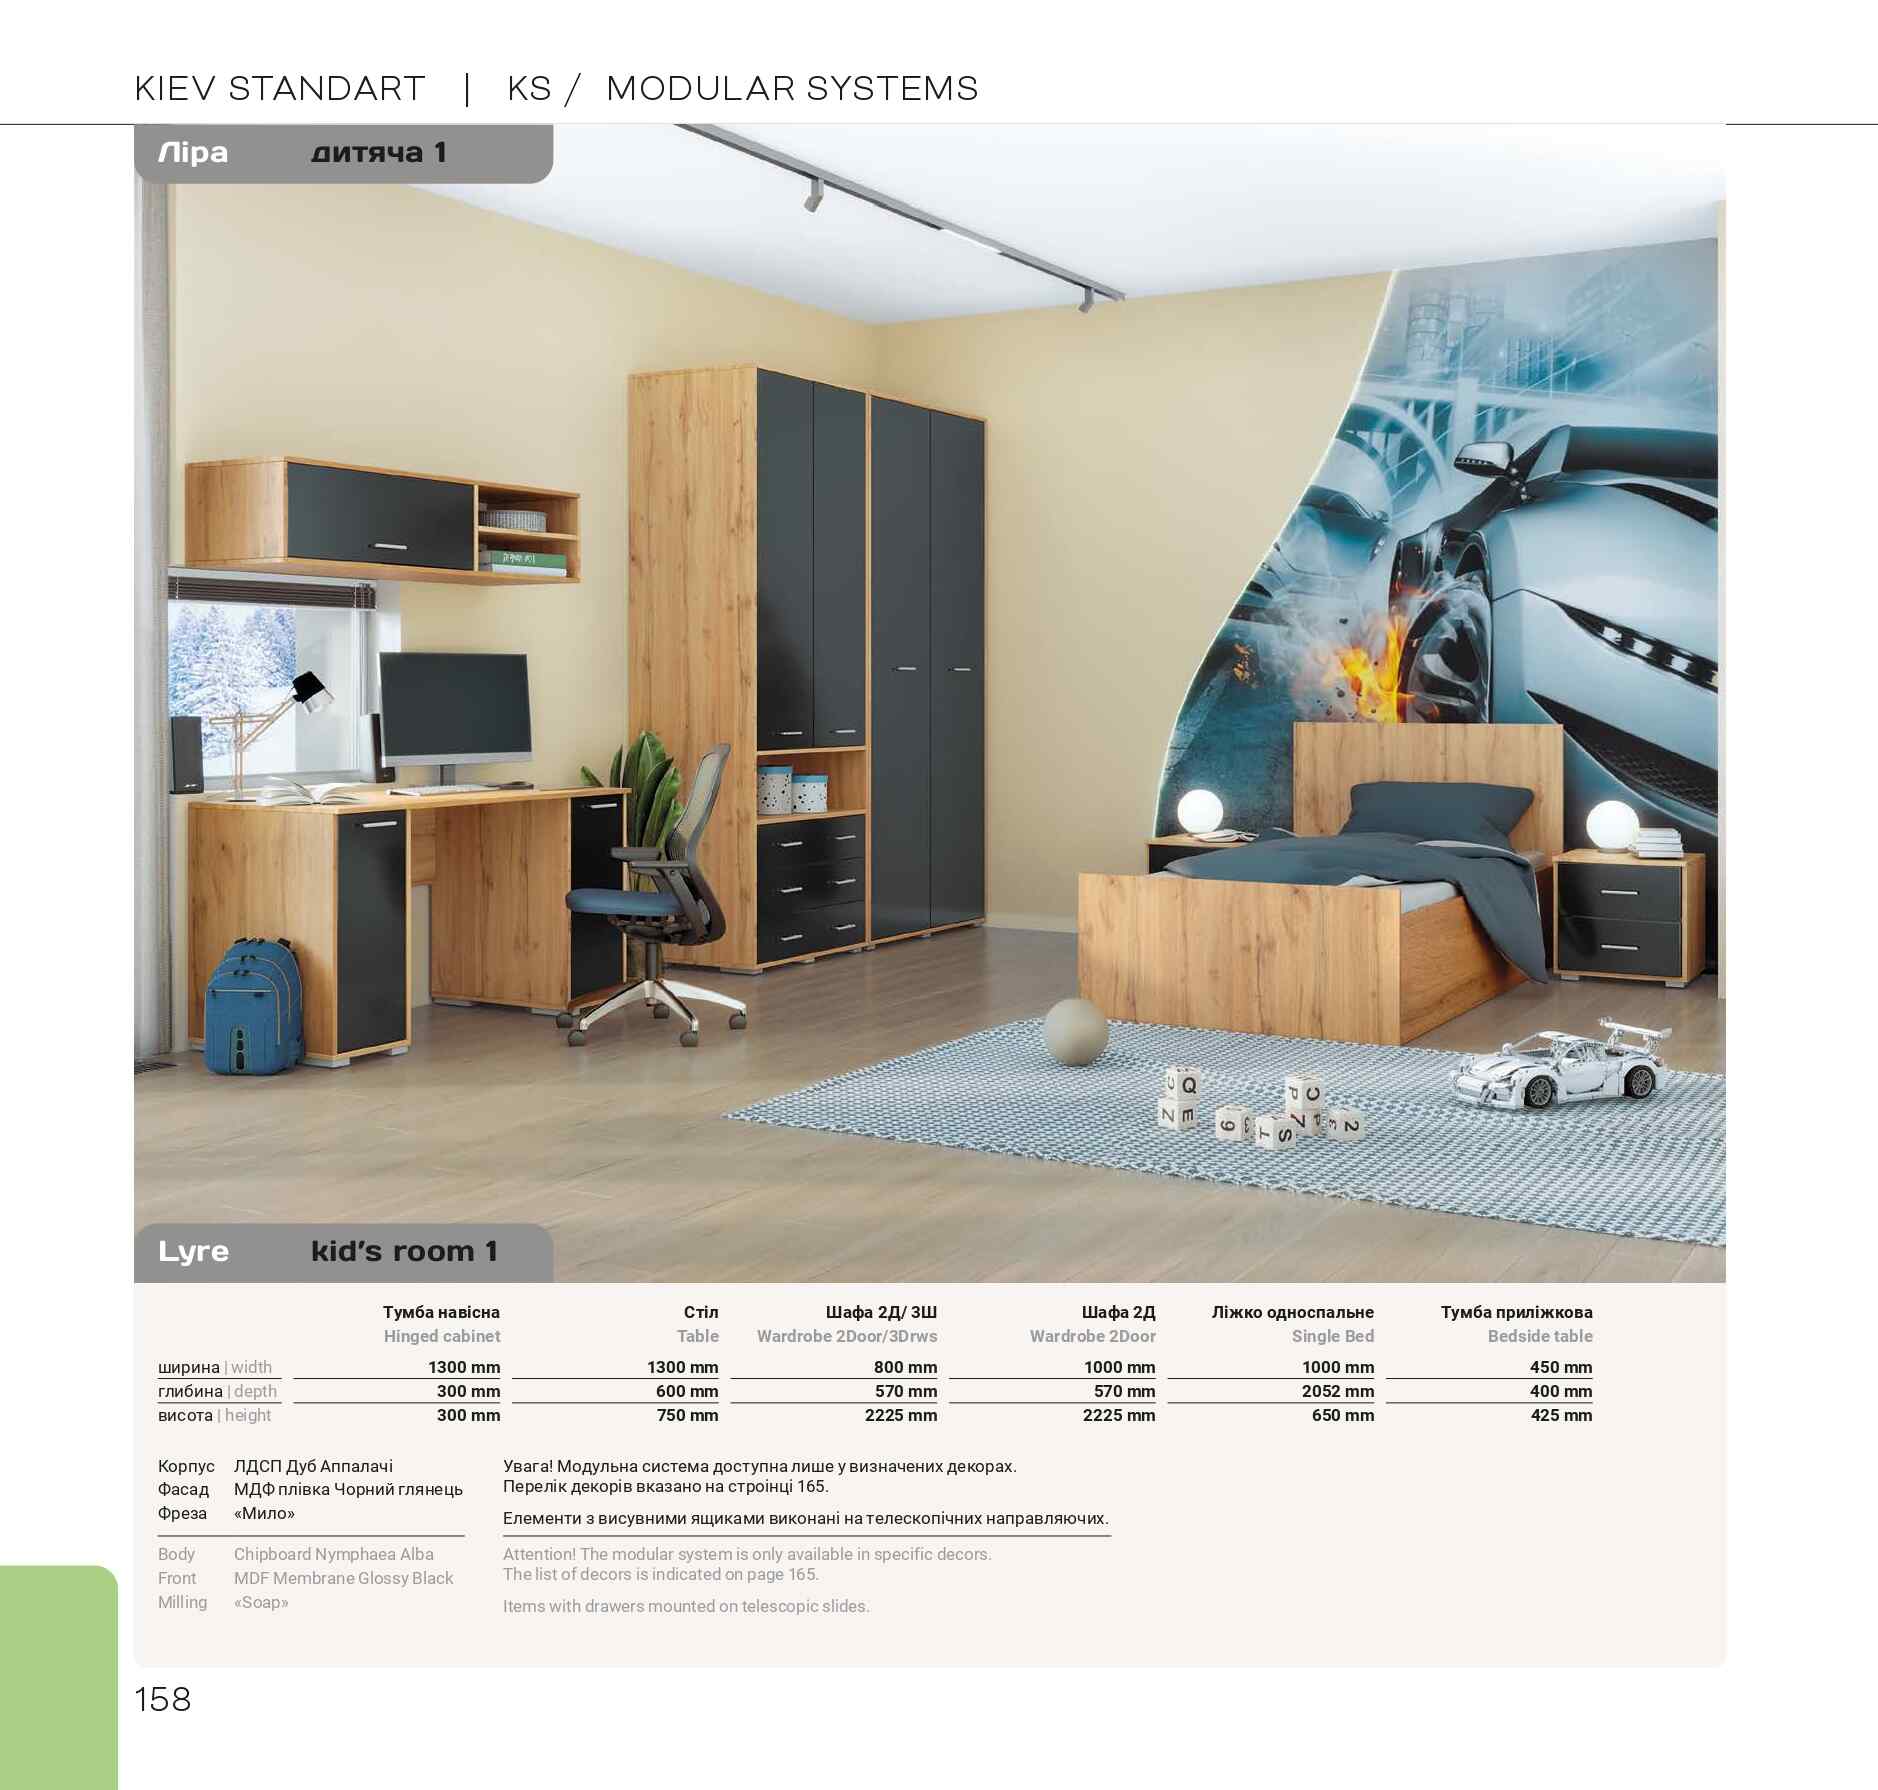 KIEV STANDART | KS / MODULAR SYSTEMS
Ліра дитяча 1
Q
Z E
C
6
T S Z
3 2
Lyre kid's room 1
Тумба навісна Стіл Шафа 2Д/ 3Ш Шафа 2Д Ліжко односпальне Тумба приліжкова
Hinged cabinet Table Wardrobe 2Door/3Drws Wardrobe 2Door Single Bed Bedside table
ширина | width 1300 mm 1300 mm 800 mm 1000 mm 1000 mm 450 mm
глибина | depth 300 mm 600 mm 570 mm 570 mm 2052 mm 400 mm
висота | height 300 mm 750 mm 2225 mm 2225 mm 650 mm 425 mm
Корпус ЛДСП Дуб Аппалачі
Фасад МДФ плівка Чорний глянець
Фреза «Мило»
Body Chipboard Nymphaea Alba
Front MDF Membrane Glossy Black
Milling «Soap»
Увага! Модульна система доступна лише у визначених декорах.
Перелік декорів вказано на строінці 165.
Елементи з висувними ящиками виконані на телескопічних направляючих.
Attention! The modular system is only available in specific decors.
The list of decors is indicated on page 165.
Items with drawers mounted on telescopic slides.
158